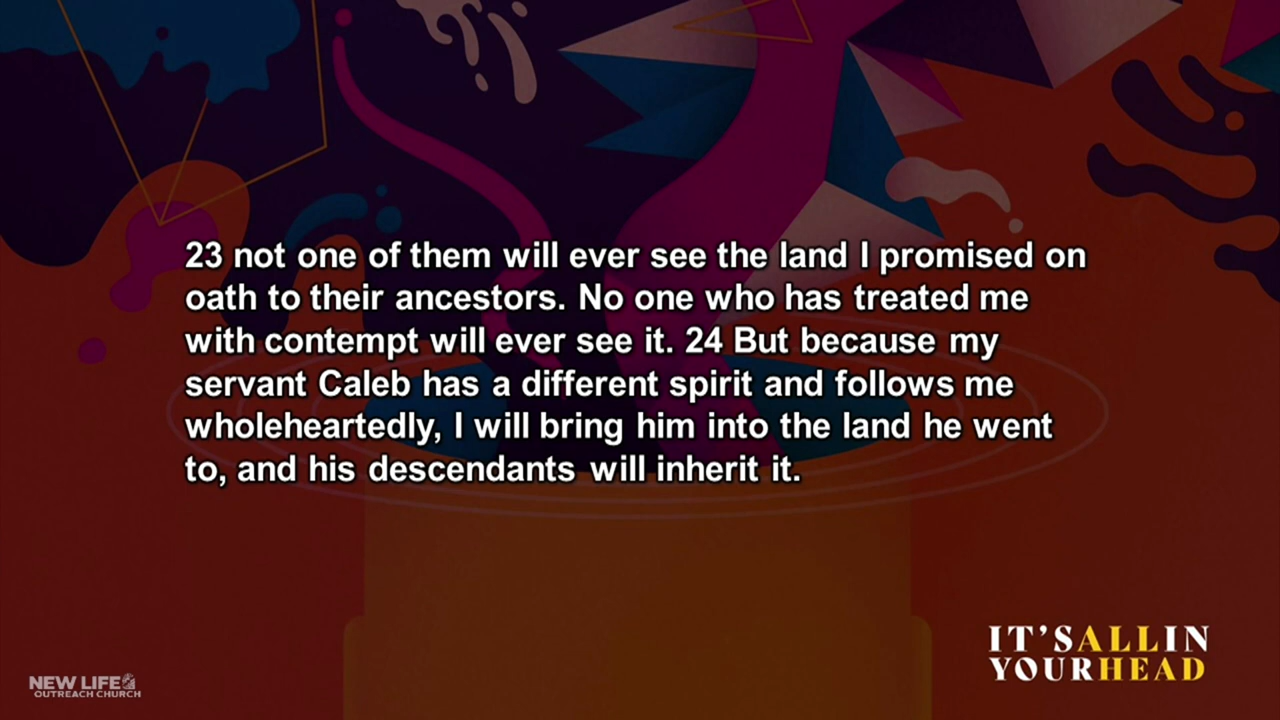 23 not one of them will ever see the land I promised on
oath to their ancestors. No one who has treated me
with contempt will ever see it. 24 But because my
servant Caleb has a different spirit and follows me
wholeheartedly, I will bring him into the land he went
to, and his descendants will inherit it.
IT'S ALL IN
YOUR HEAD
NEW LIFE
OUTREACH CHURCH